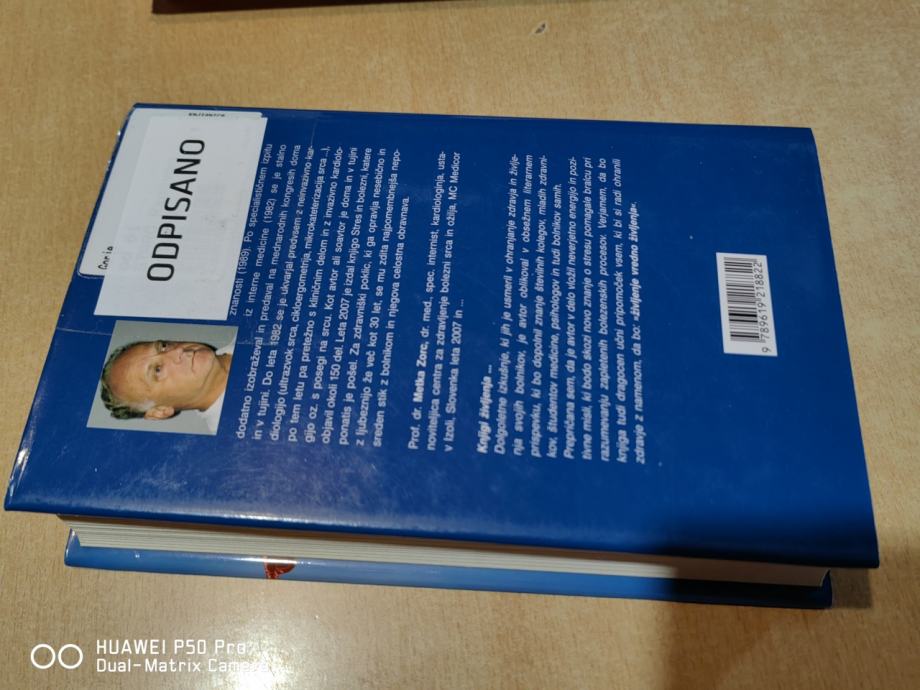 ODPISANO
znanosti (1989). Po specialističnem izpitu
iz interne medicine (1982) se je stalno
dodatno izobraževal in predaval na mednarodnih kongresih doma
in v tujini. Do leta 1982 se je ukvarjal predvsem z neinvazivno kar-
diologijo (ultrazvok srca, cikloergometrija, mikrokateterizacija srca ...),
po tem letu pa pretežno s kliničnim delom in z invazivno kardiolo-
gijo oz. s posegi na srcu. Kot avtor ali soavtor je doma in v tujini
objavil okoli 150 del. Leta 2007 je izdal knjigo Stres in bolezni, katere
ponatis je pošel. Za zdravniški poklic, ki ga opravlja nesebično in
z ljubeznijo že več kot 30 let, se mu zdita najpomembnejša nepo-
sreden stik z bolnikom in njegova celostna obravnava.
Prof. dr. Metka Zorc, dr. med., spec. internist, kardiologinja, usta-
noviteljica centra za zdravljenje bolezni srca in ožilja, MC Medicor
v Izoli, Slovenka leta 2007 in ...
Knjigi življenja ...
Dolgoletne izkušnje, ki jih je usmeril v ohranjanje zdravja in življe-
nja svojih bolnikov, je avtor oblikoval v obsežnem literarnem
prispevku, ki bo dopolnil znanje številnih kolegov, mladih zdravni-
kov, študentov medicine, psihologov in tudi bolnikov samih.
Prepričana sem, da je avtor v delo vložil neverjetno energijo in pozi-
tivne misli, ki bodo skozi novo znanje o stresu pomagale bralcu pri
razumevanju zapletenih bolezenskih procesov. Verjamem, da bo
knjiga tudi dragocen učni pripomoček vsem, ki bi si radi ohranili
zdravje z namenom, da bo: »življenje vredno življenja«.
9 789619 218822
HUAWEI P50 Pro
Dual-Matrix Camera